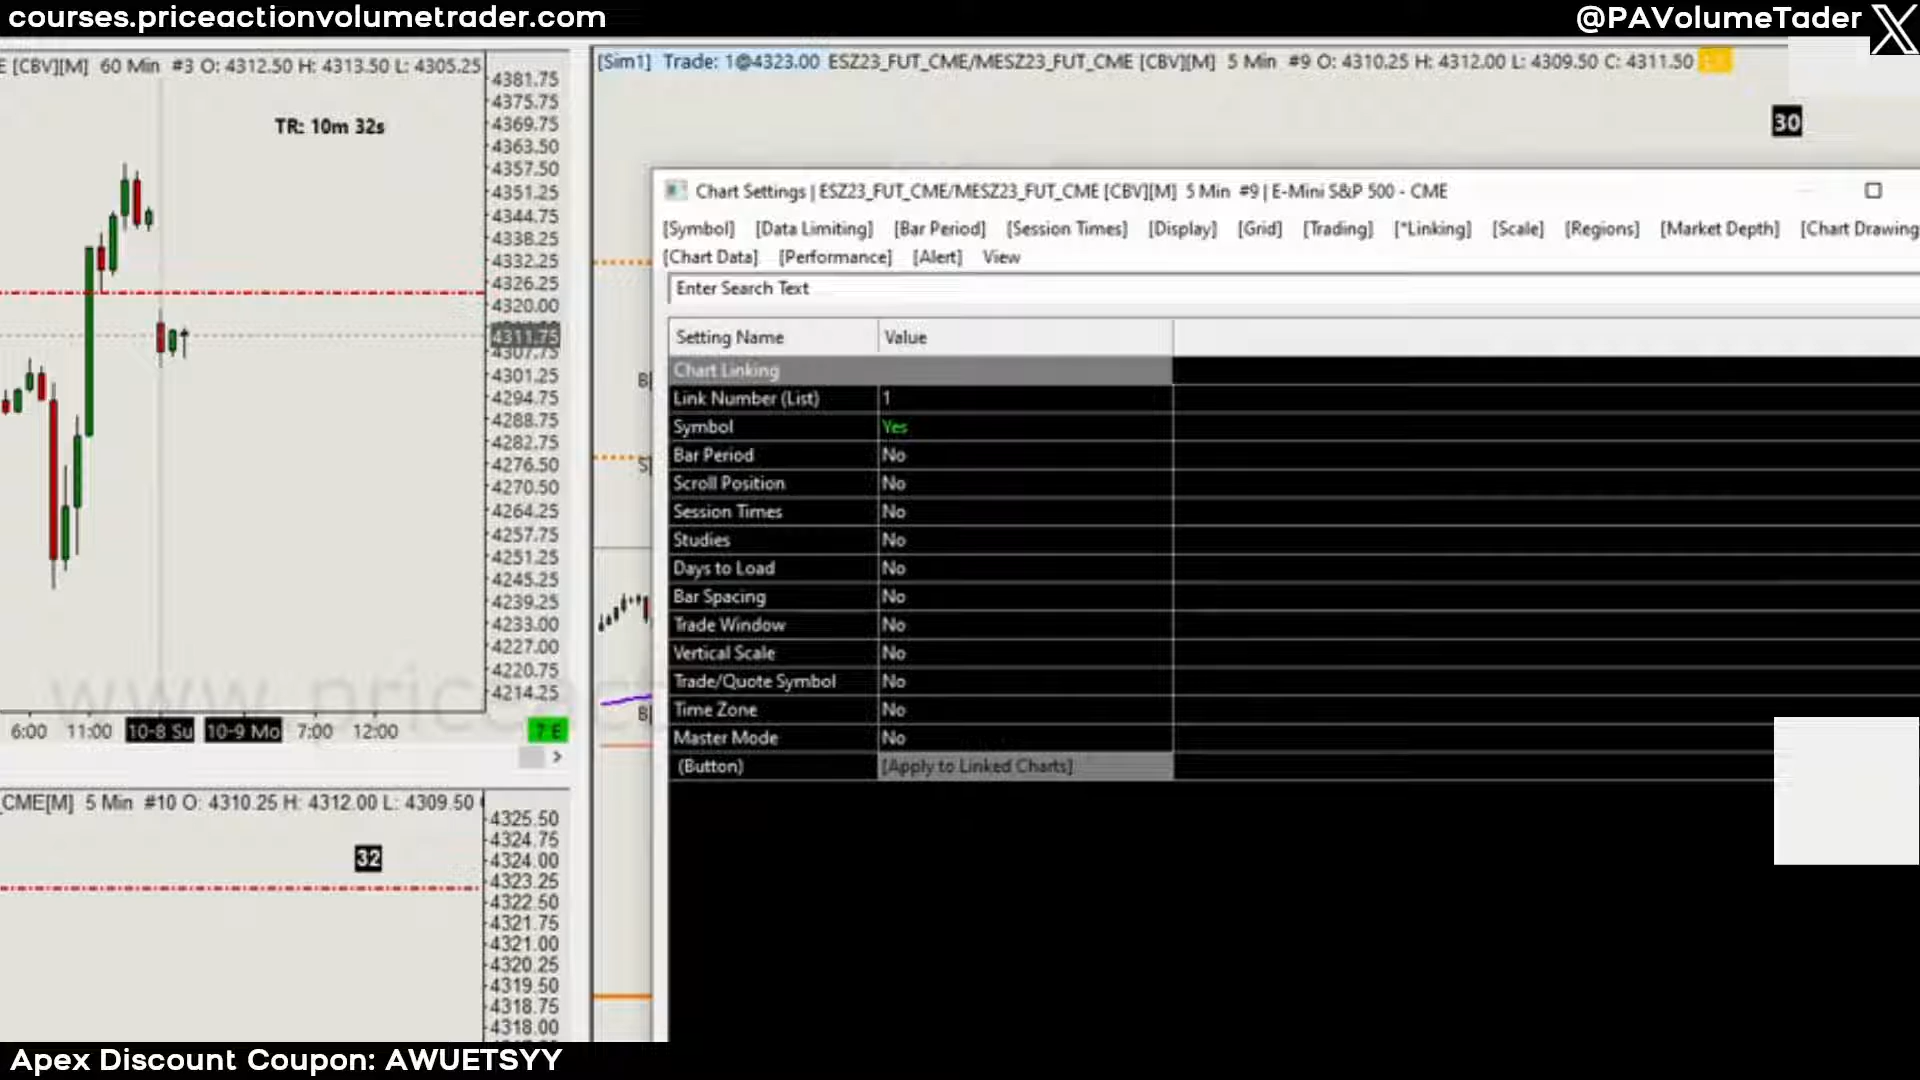 courses.priceactionvolumetrader.com
@PAVolumeTader
E [CBV][M] 60 Min #3 O: 4312.50 H: 4313.50 L: 4305.25
TR: 10m 32s
4381.75
4375.75
4369.75
4363.50
4357.50
4351.25
4344.75
4338.25
4332.25
4326.25
4320.00
4311.75
4307.75
4301.25
4294.75
4288.75
4282.75
4276.50
4270.50
4264.25
4257.75
4251.25
4245.25
4239.25
4233.00
4227.00
4220.75
4214.25
6:00 11:00 10-8 Su 10-9 Mo 7:00 12:00
7 E
_CME[M] 5 Min #10 O: 4310.25 H: 4312.00 L: 4309.50
32
4325.50
4324.75
4324.00
4323.25
4322.50
4321.75
4321.00
4320.25
4319.50
4318.75
4318.00
[Sim1] Trade: 1@4323.00 ESZ23_FUT_CME/MESZ23_FUT_CME [CBV][M] 5 Min #9 O: 4310.25 H: 4312.00 L: 4309.50 C: 4311.50
30
Chart Settings | ESZ23_FUT_CME/MESZ23_FUT_CME [CBV][M] 5 Min #9 | E-Mini S&P 500 - CME
[Symbol] [Data Limiting] [Bar Period] [Session Times] [Display] [Grid] [Trading] [*Linking] [Scale] [Regions] [Market Depth] [Chart Drawing
[Chart Data] [Performance] [Alert] View
Enter Search Text
Setting Name Value
Chart Linking
Link Number (List) 1
Symbol Yes
Bar Period No
Scroll Position No
Session Times No
Studies No
Days to Load No
Bar Spacing No
Trade Window No
Vertical Scale No
Trade/Quote Symbol No
Time Zone No
Master Mode No
(Button) [Apply to Linked Charts]
www.priceact
Apex Discount Coupon: AWUETSYY